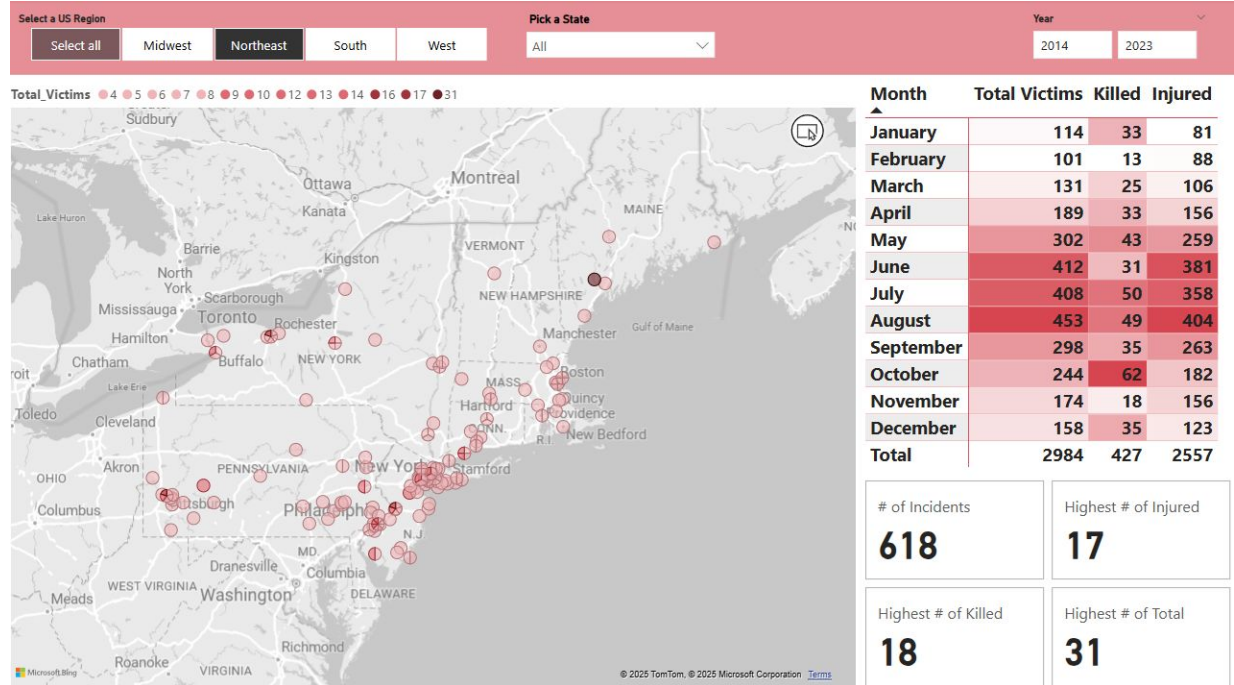 Select a US Region
Select all Midwest Northeast South West
Pick a State
All
Year
2014 2023
Total_Victims 4 5 6 7 8 9 10 12 13 14 16 17 31
Sudbury
Ottawa
Montreal
Kanata
MAINE
Lake Huron
Barrie
VERMONT
Kingston
North
York
Scarborough
NEW HAMPSHIRE
Mississauga
Toronto
Rochester
Manchester
Gulf of Maine
Hamilton
Buffalo
NEW YORK
Chatham
Boston
Lake Erie
MASS
Hartford
Quincy
Toledo
Providence
Cleveland
CONN.
R.I.
New Bedford
Akron
PENNSYLVANIA
New York
Stamford
OHIO
Pittsburgh
Columbus
Philadelphia
N.J.
MD.
Dranesville
Columbia
WEST VIRGINIA
Washington
DELAWARE
Meads
Richmond
Roanoke
VIRGINIA
Microsoft Bing
© 2025 TomTom, © 2025 Microsoft Corporation Terms
Month Total Victims Killed Injured
January 114 33 81
February 101 13 88
March 131 25 106
April 189 33 156
May 302 43 259
June 412 31 381
July 408 50 358
August 453 49 404
September 298 35 263
October 244 62 182
November 174 18 156
December 158 35 123
Total 2984 427 2557
# of Incidents
618
Highest # of Injured
17
Highest # of Killed
18
Highest # of Total
31